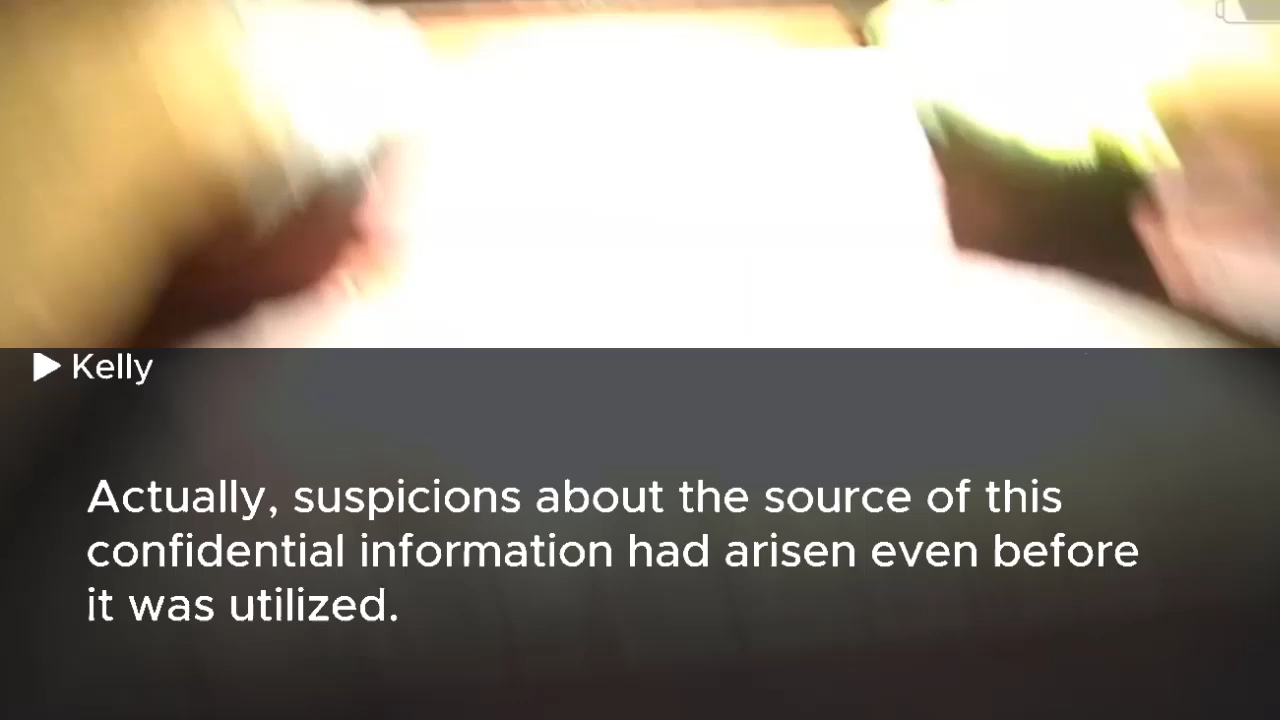 Kelly
Actually, suspicions about the source of this
confidential information had arisen even before
it was utilized.